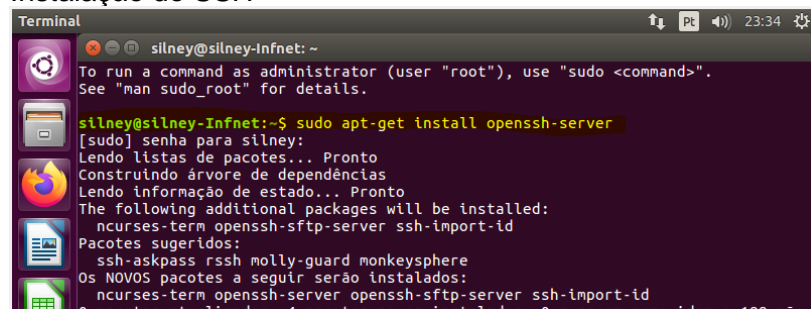 Instalação do SSH
Terminal
Pt
23:34
silney@silney-Infnet: ~
To run a command as administrator (user "root"), use "sudo <command>".
See "man sudo_root" for details.
silney@silney-Infnet:~$ sudo apt-get install openssh-server
[sudo] senha para silney:
Lendo listas de pacotes... Pronto
Construindo árvore de dependências
Lendo informação de estado... Pronto
The following additional packages will be installed:
ncurses-term openssh-sftp-server ssh-import-id
Pacotes sugeridos:
ssh-askpass rssh molly-guard monkeysphere
Os NOVOS pacotes a seguir serão instalados:
ncurses-term openssh-server openssh-sftp-server ssh-import-id